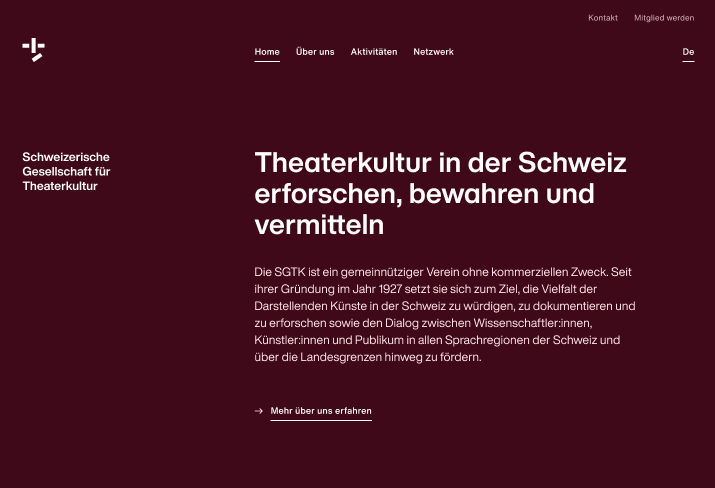 Kontakt Mitglied werden
Home Über uns Aktivitäten Netzwerk De
Schweizerische
Gesellschaft für
Theaterkultur
Theaterkultur in der Schweiz
erforschen, bewahren und
vermitteln
Die SGTK ist ein gemeinnütziger Verein ohne kommerziellen Zweck. Seit
ihrer Gründung im Jahr 1927 setzt sie sich zum Ziel, die Vielfalt der
Darstellenden Künste in der Schweiz zu würdigen, zu dokumentieren und
zu erforschen sowie den Dialog zwischen Wissenschaftler:innen,
Künstler:innen und Publikum in allen Sprachregionen der Schweiz und
über die Landesgrenzen hinweg zu fördern.
→ Mehr über uns erfahren